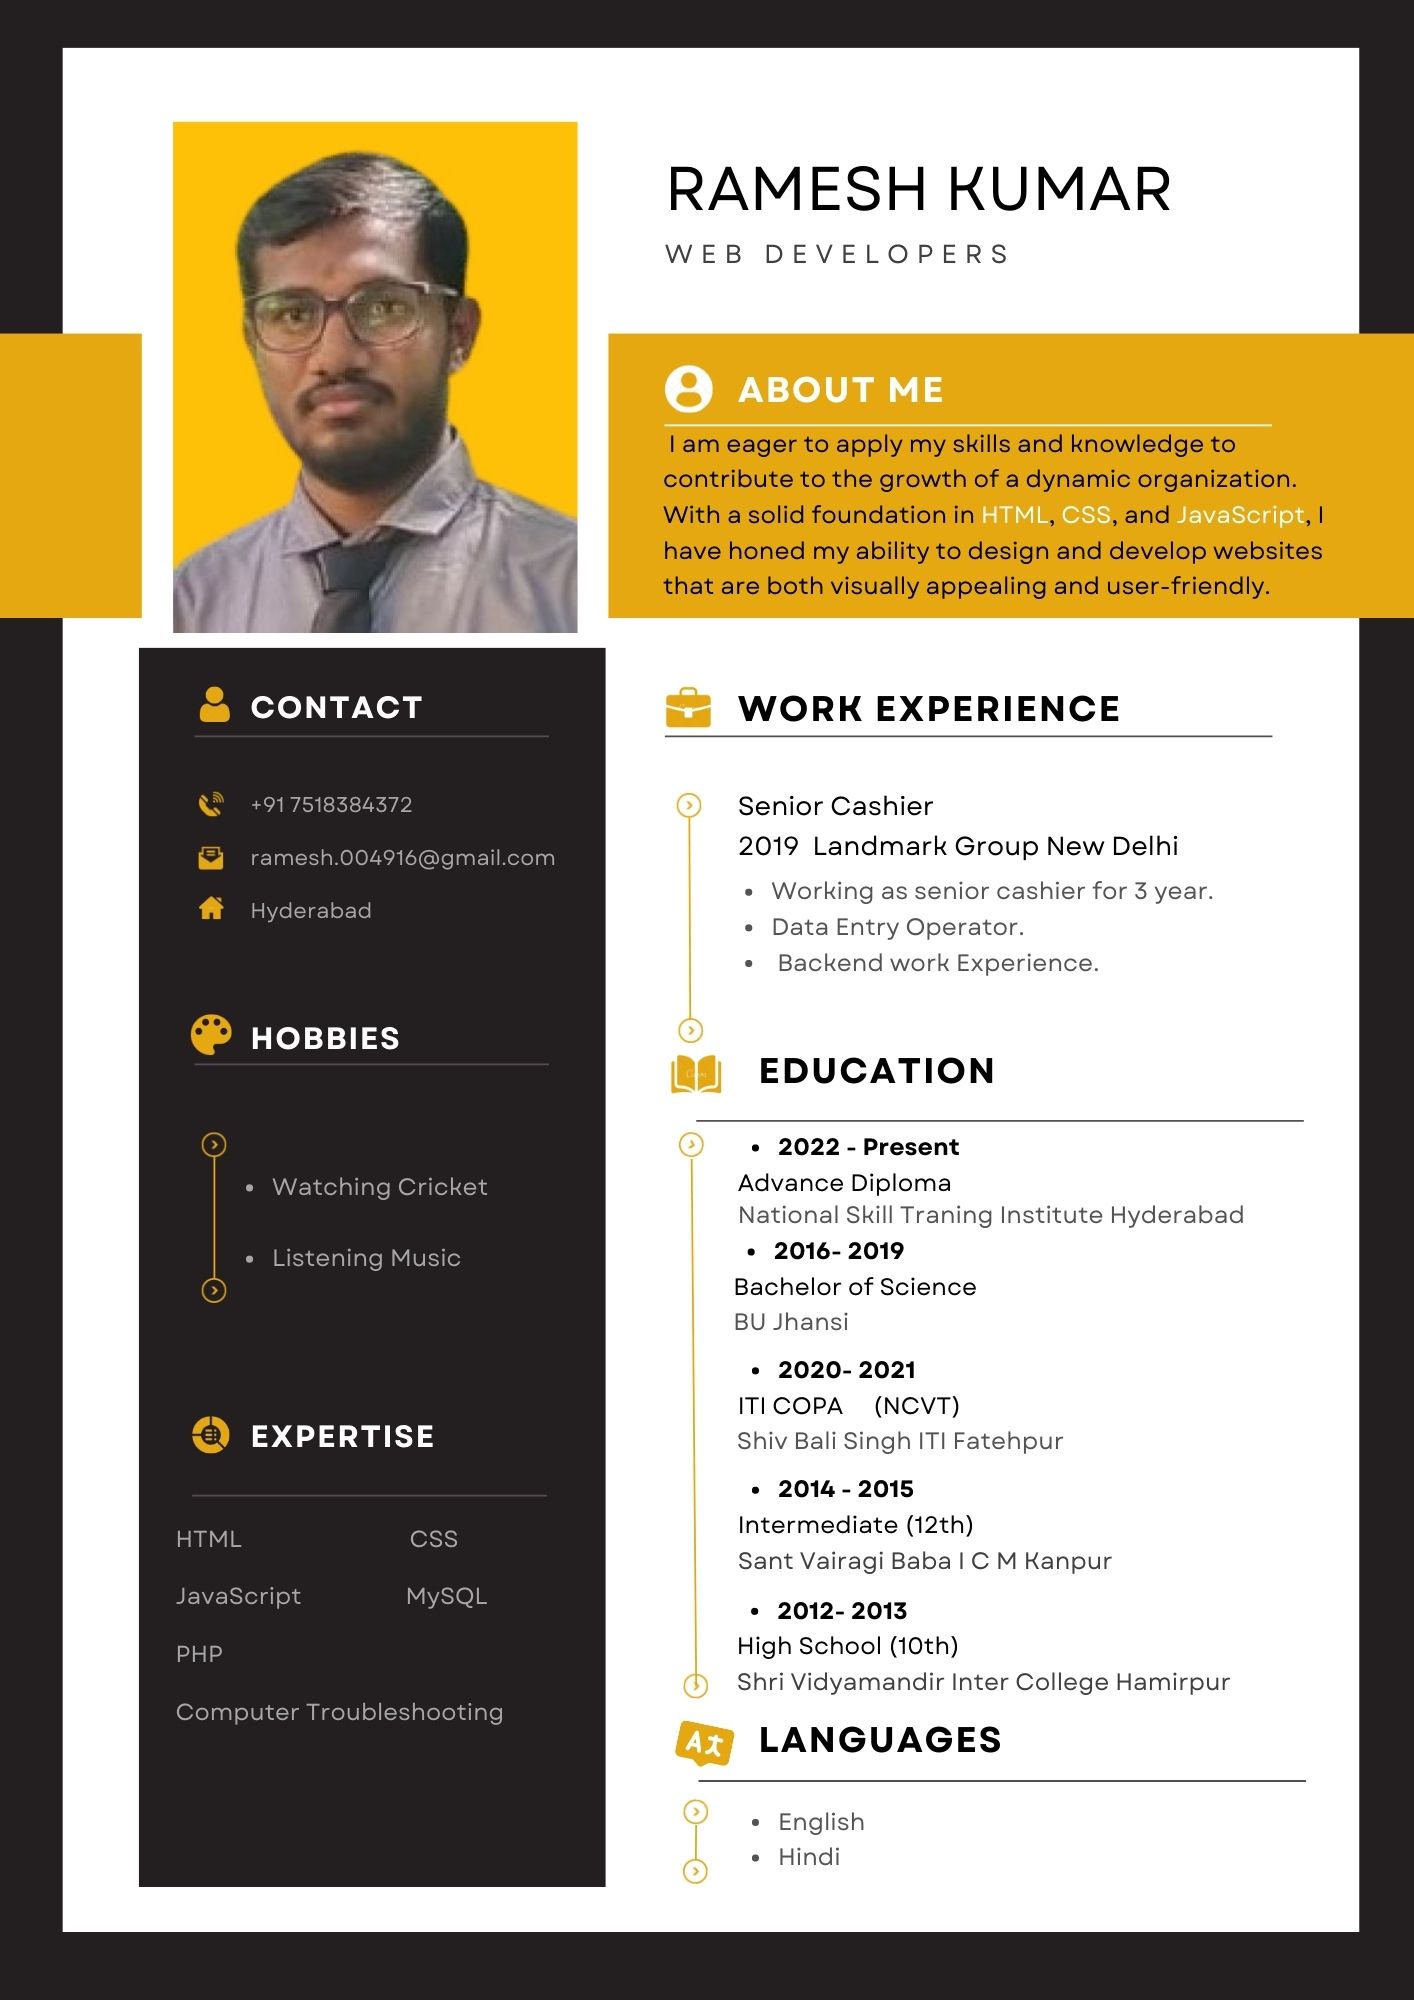 RAMESH KUMAR
WEB DEVELOPERS
ABOUT ME
I am eager to apply my skills and knowledge to
contribute to the growth of a dynamic organization.
With a solid foundation in HTML, CSS, and JavaScript, I
have honed my ability to design and develop websites
that are both visually appealing and user-friendly.
CONTACT
+91 7518384372
ramesh.004916@gmail.com
Hyderabad
HOBBIES
• Watching Cricket
• Listening Music
EXPERTISE
HTML CSS
JavaScript MySQL
PHP
Computer Troubleshooting
WORK EXPERIENCE
Senior Cashier
2019 Landmark Group New Delhi
• Working as senior cashier for 3 year.
• Data Entry Operator.
• Backend work Experience.
EDUCATION
• 2022 - Present
Advance Diploma
National Skill Traning Institute Hyderabad
• 2016- 2019
Bachelor of Science
BU Jhansi
• 2020- 2021
ITI COPA (NCVT)
Shiv Bali Singh ITI Fatehpur
• 2014 - 2015
Intermediate (12th)
Sant Vairagi Baba I C M Kanpur
• 2012- 2013
High School (10th)
Shri Vidyamandir Inter College Hamirpur
LANGUAGES
• English
• Hindi